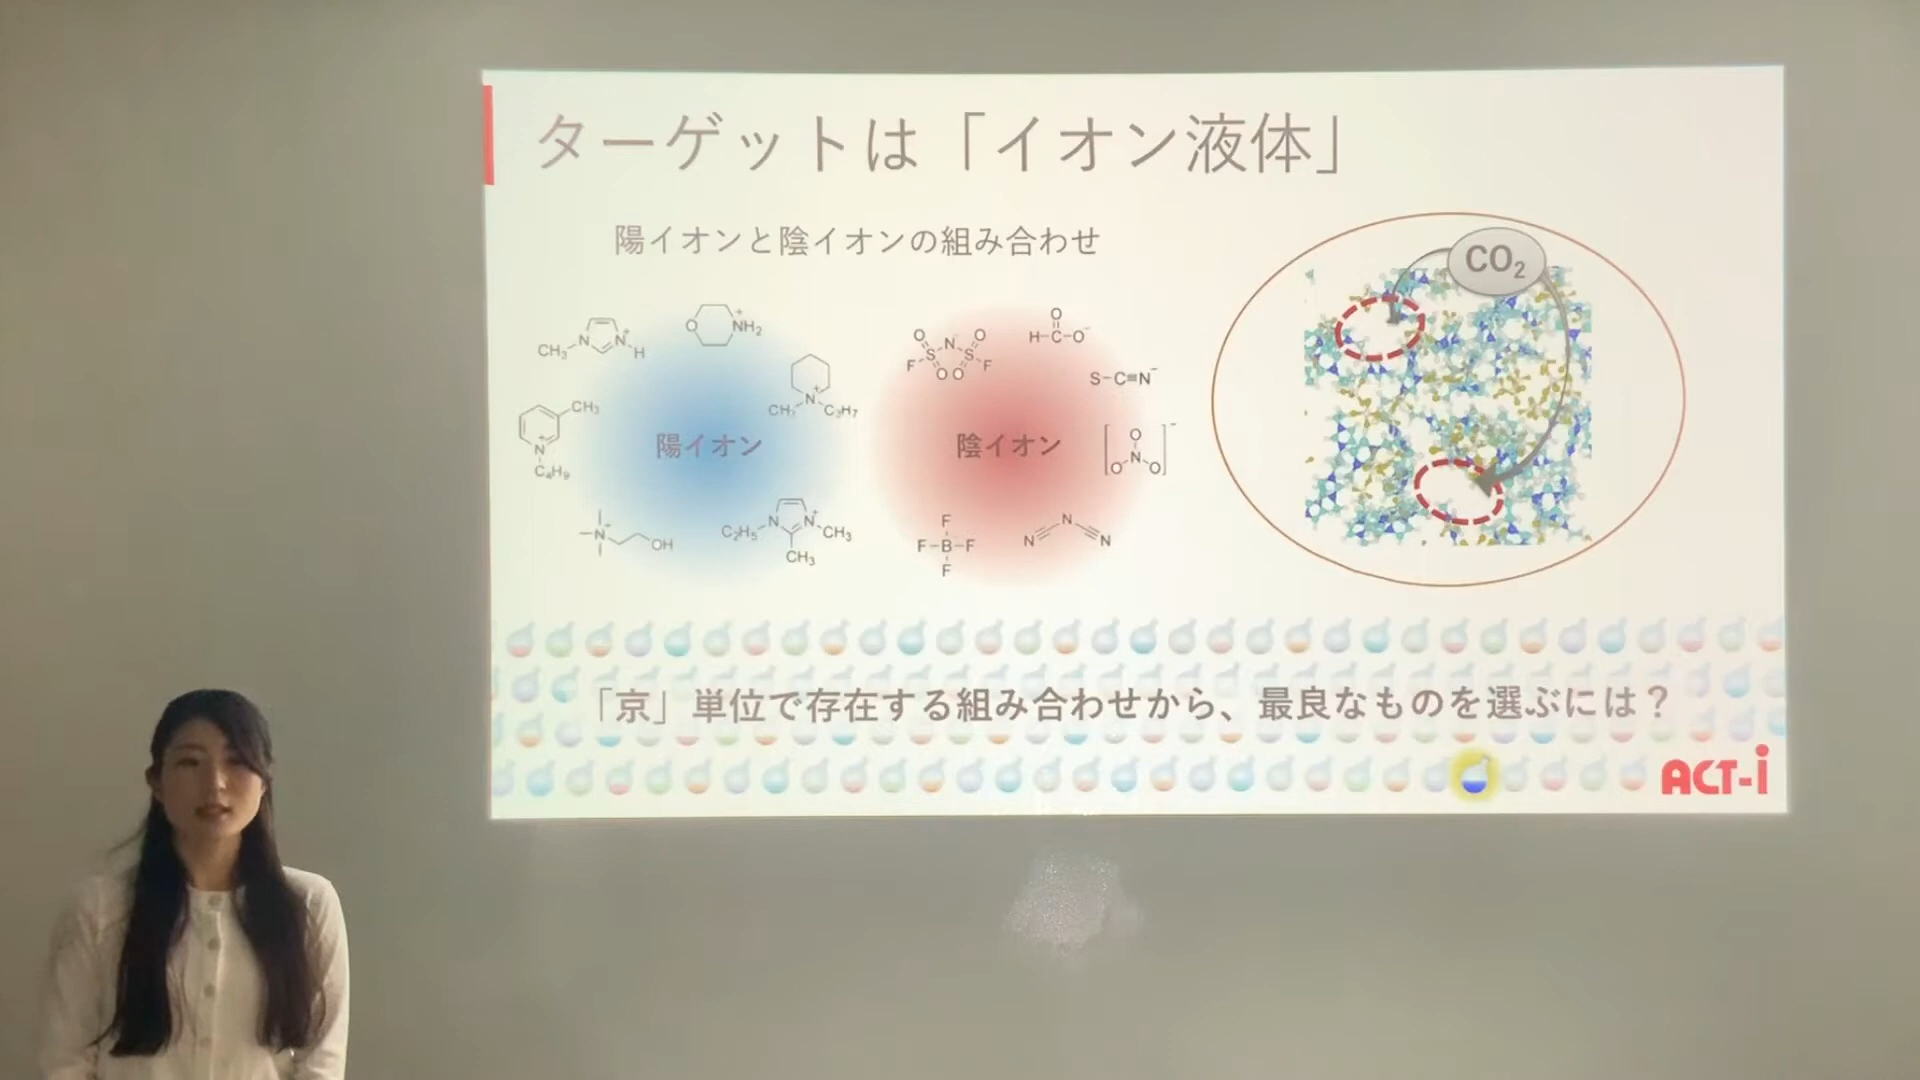 ターゲットは「イオン液体」
陽イオンと陰イオンの組み合わせ
CO₂
CH₃ N N⁺ H
O NH₂⁺
N⁺
CH₃ C₃H₇
CH₃
N⁺
C₄H₉
N⁺ OH
C₂H₅ N N⁺ CH₃
CH₃
陽イオン
O N⁻ O
F S S F
O O
O
H-C-O⁻
S-C≡N⁻
O
N
O O
F
F-B-F
F
N N N
陰イオン
「京」単位で存在する組み合わせから、最良なものを選ぶには？
ACT-i